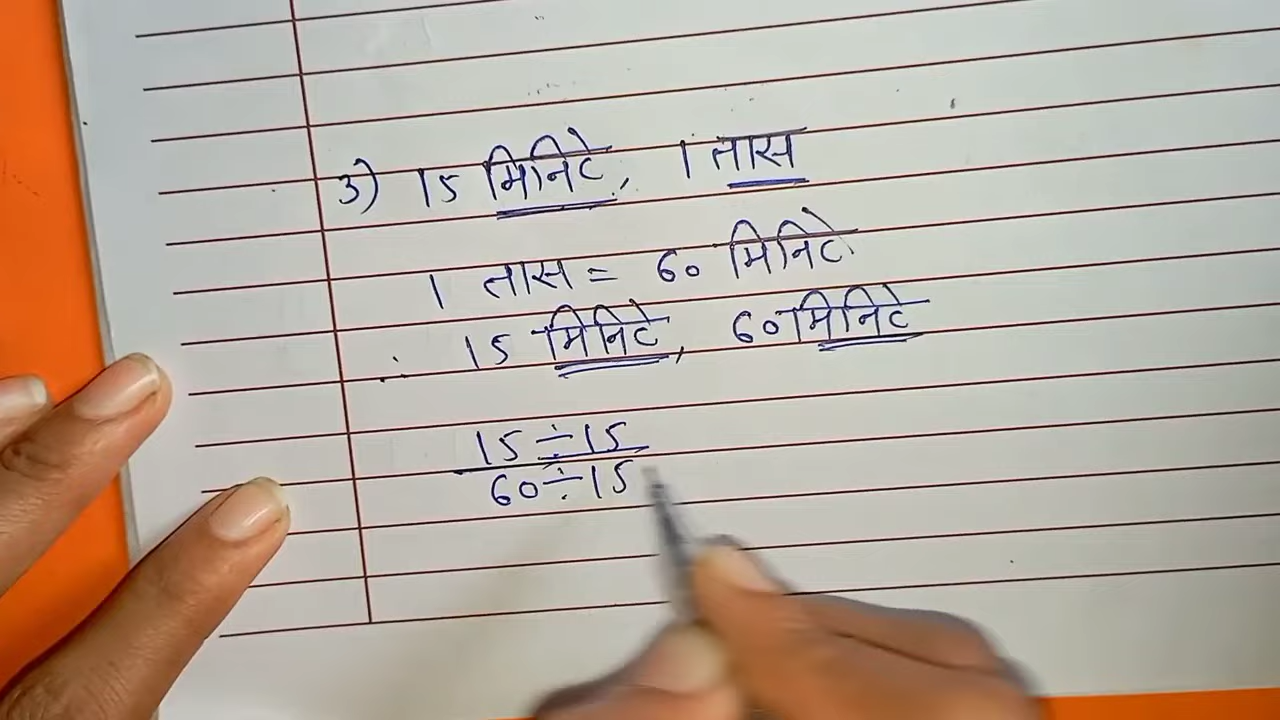 3) 15 मिनिटे, 1 तास
1 तास = 60 मिनिटे.
∴ 15 मिनिटे, 60 मिनिटे
15 ÷ 15
60 ÷ 15